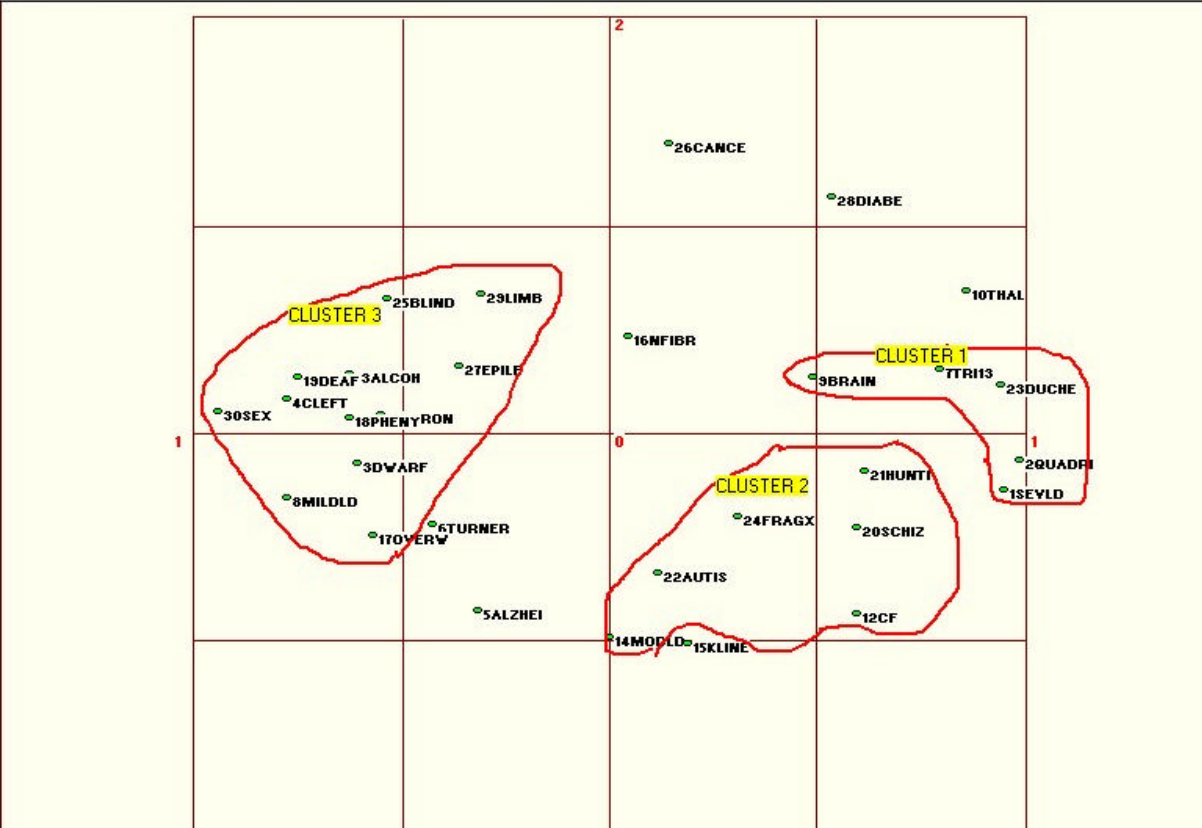 2
26CANCE
28DIABE
10THAL
25BLIND
29LIMB
CLUSTER 3
16NFIBR
CLUSTER 1
27EPILE
7TRI13
19DEAF
3ALCOH
9BRAIN
23DUCHE
4CLEFT
30SEX
18PHENY
RON
1
0
1
3DWARF
2QUADRI
21HUNTI
CLUSTER 2
1SEVLD
8MILDLD
24FRAGX
6TURNER
20SCHIZ
17OVERW
22AUTIS
5ALZHEI
12CF
14MODLD
15KLINE